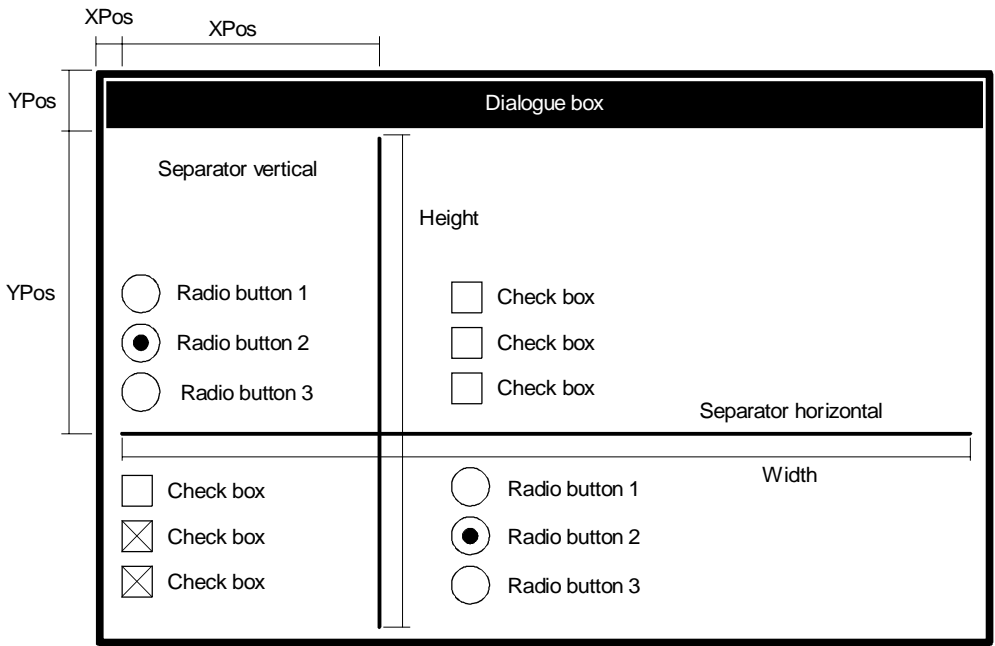 XPos
XPos
YPos
Dialogue box
Separator vertical
Height
YPos
Radio button 1
Check box
Radio button 2
Check box
Radio button 3
Check box
Separator horizontal
Width
Check box
Radio button 1
Check box
Radio button 2
Check box
Radio button 3